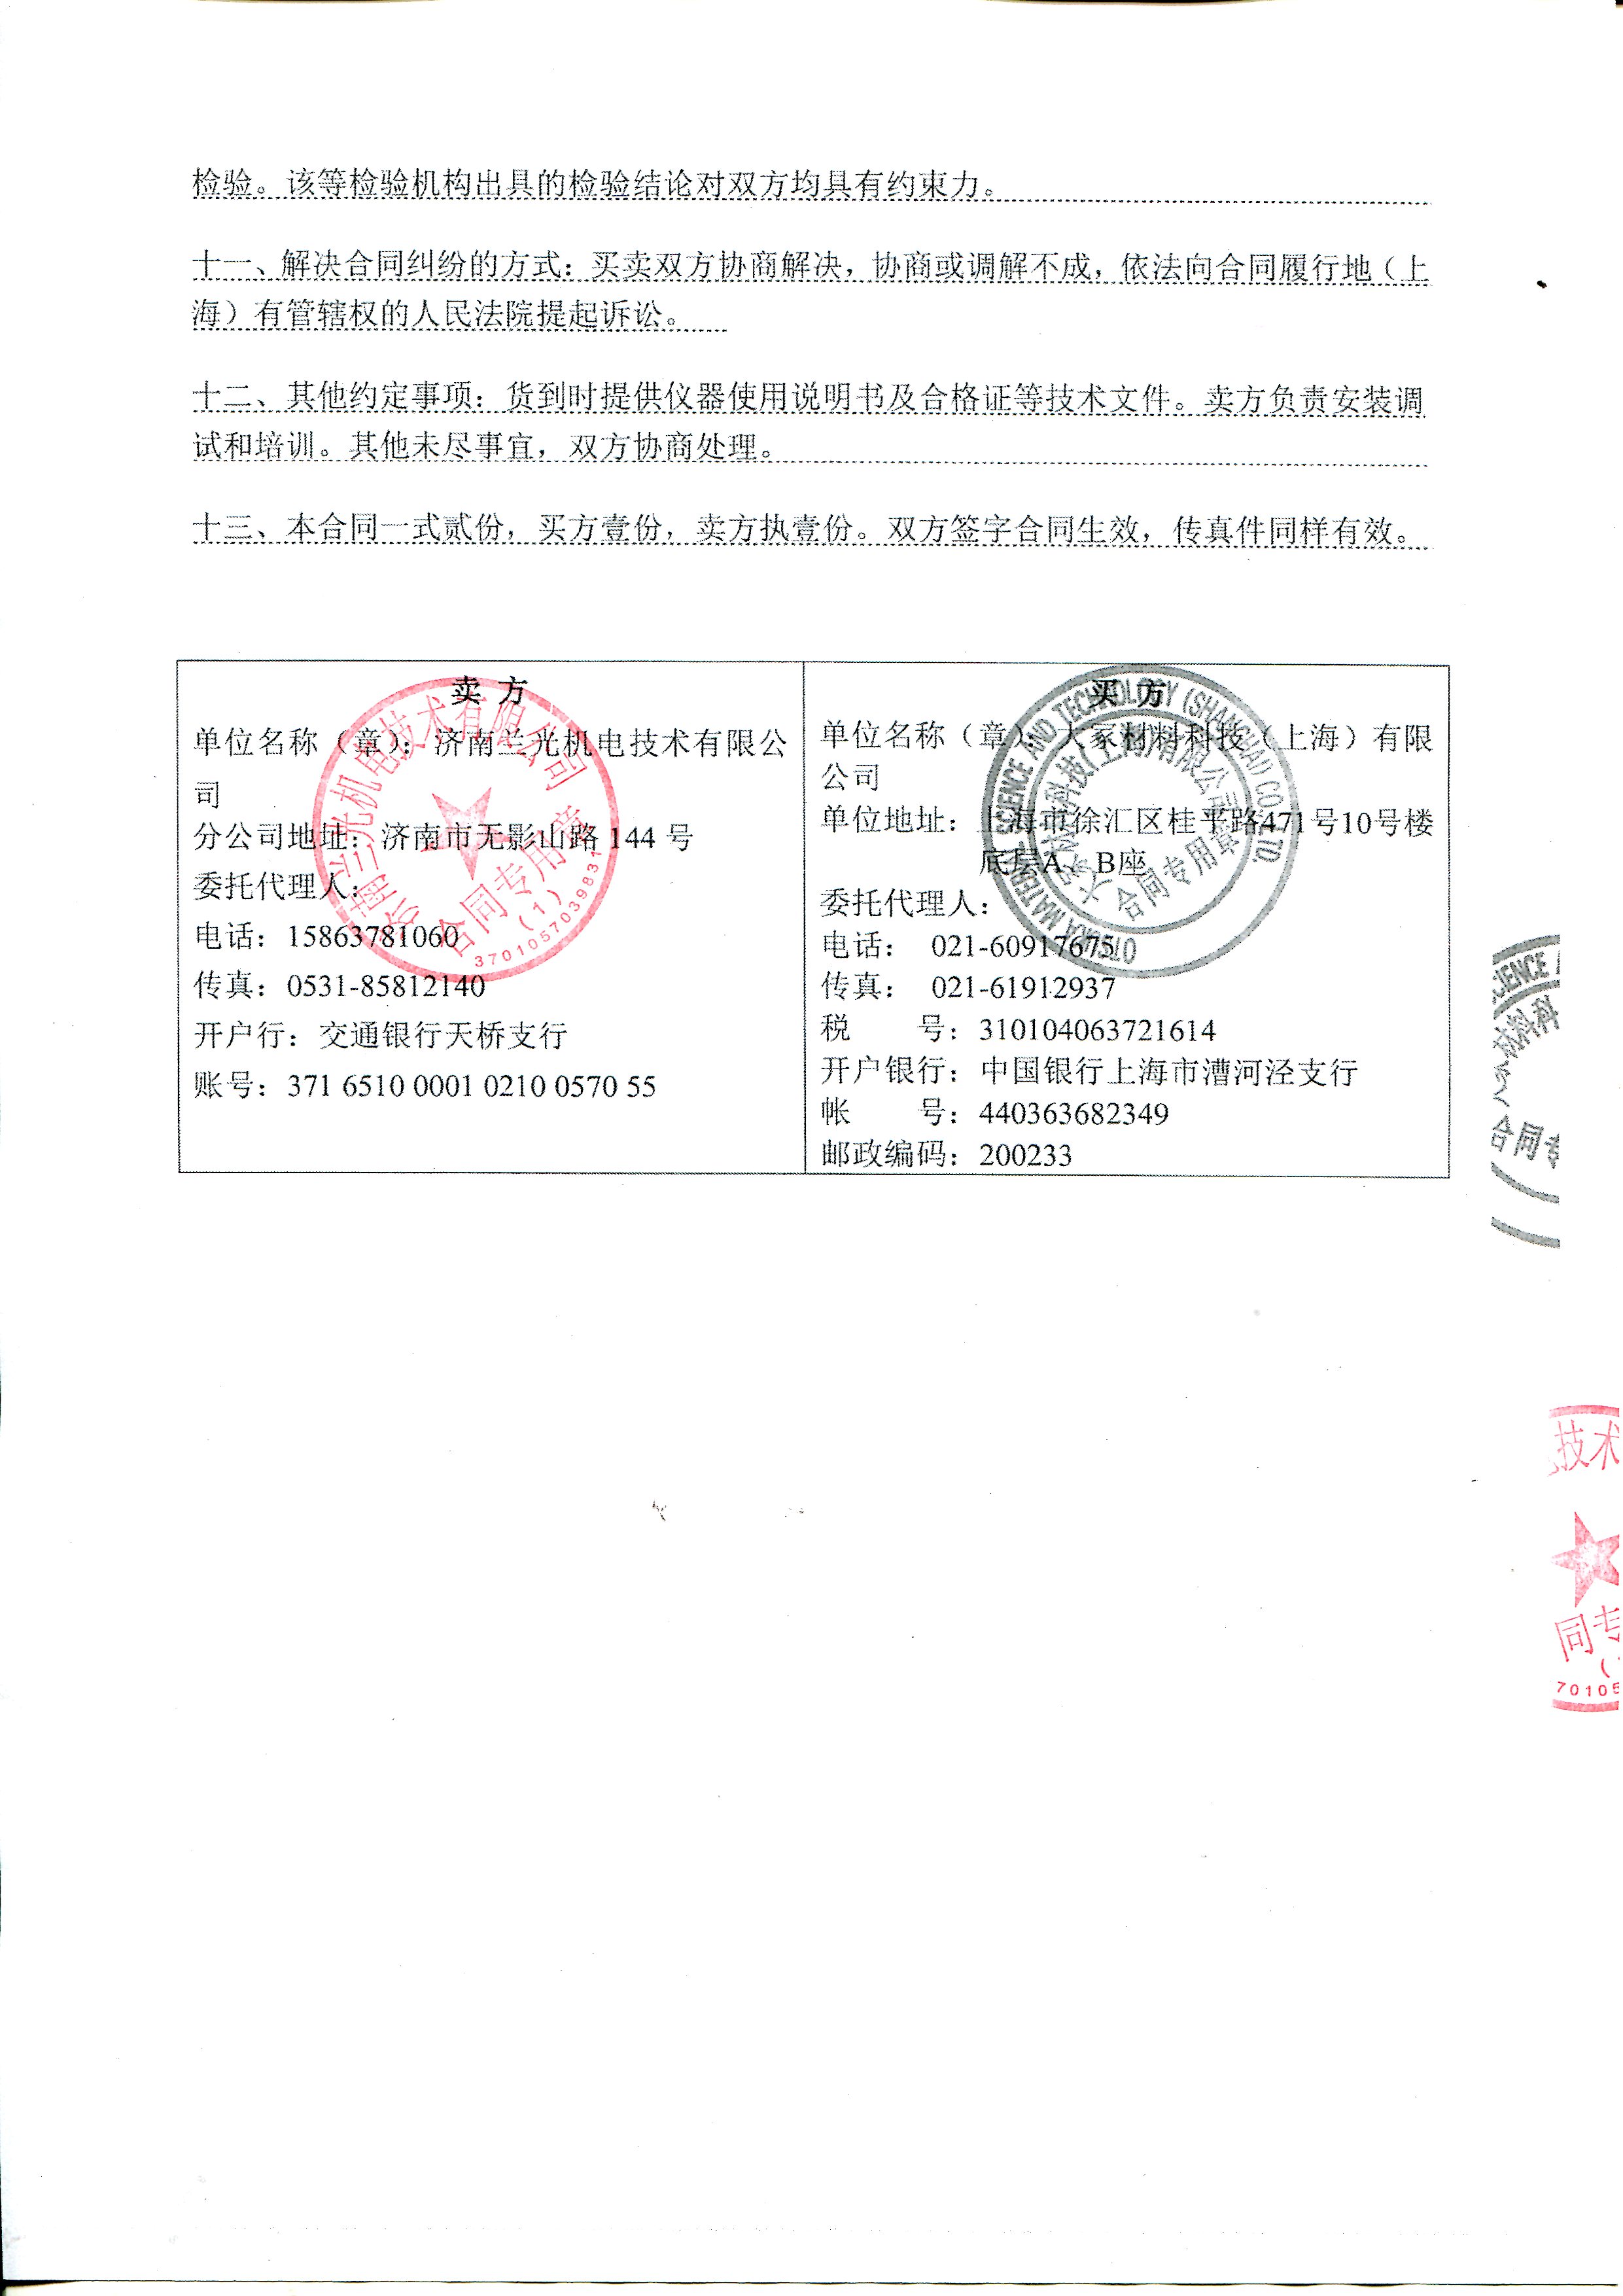 检验。该等检验机构出具的检验结论对双方均具有约束力。
十一、解决合同纠纷的方式：买卖双方协商解决，协商或调解不成，依法向合同履行地（上
海）有管辖权的人民法院提起诉讼。
十二、其他约定事项：货到时提供仪器使用说明书及合格证等技术文件。卖方负责安装调
试和培训。其他未尽事宜，双方协商处理。
十三、本合同一式贰份，买方壹份，卖方执壹份。双方签字合同生效，传真件同样有效。
卖 方
单位名称（章）：济南兰光机电技术有限公
司
分公司地址：济南市无影山路 144 号
委托代理人：
电话：15863781060
传真：0531-85812140
开户行：交通银行天桥支行
账号：371 6510 0001 0210 0570 55
济南兰光机电技术有限公司
合同专用章
（1）
3701057039831
买 方
单位名称（章）：大冢材料科技（上海）有限
公司
单位地址：上海市徐汇区桂平路471号10号楼
底层A、B座
委托代理人：
电话： 021-60917675
传真： 021-61912937
税 号：310104063721614
开户银行：中国银行上海市漕河泾支行
帐 号：440363682349
邮政编码：200233
OTSUKA MATERIAL SCIENCE AND TECHNOLOGY (SHANGHAI) CO.,LTD.
大冢材料科技(上海)有限公司
合同专用章
IENCE
材料科
合同专
技术
同专
70105